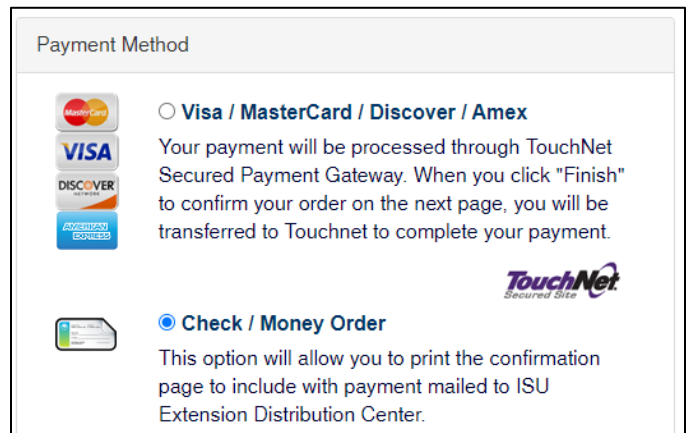 Payment Method
MasterCard
VISA
DISCOVER
NETWORK
AMERICAN
EXPRESS
Visa / MasterCard / Discover / Amex
Your payment will be processed through TouchNet
Secured Payment Gateway. When you click "Finish"
to confirm your order on the next page, you will be
transferred to Touchnet to complete your payment.
TouchNet
Secured Site
Check / Money Order
This option will allow you to print the confirmation
page to include with payment mailed to ISU
Extension Distribution Center.